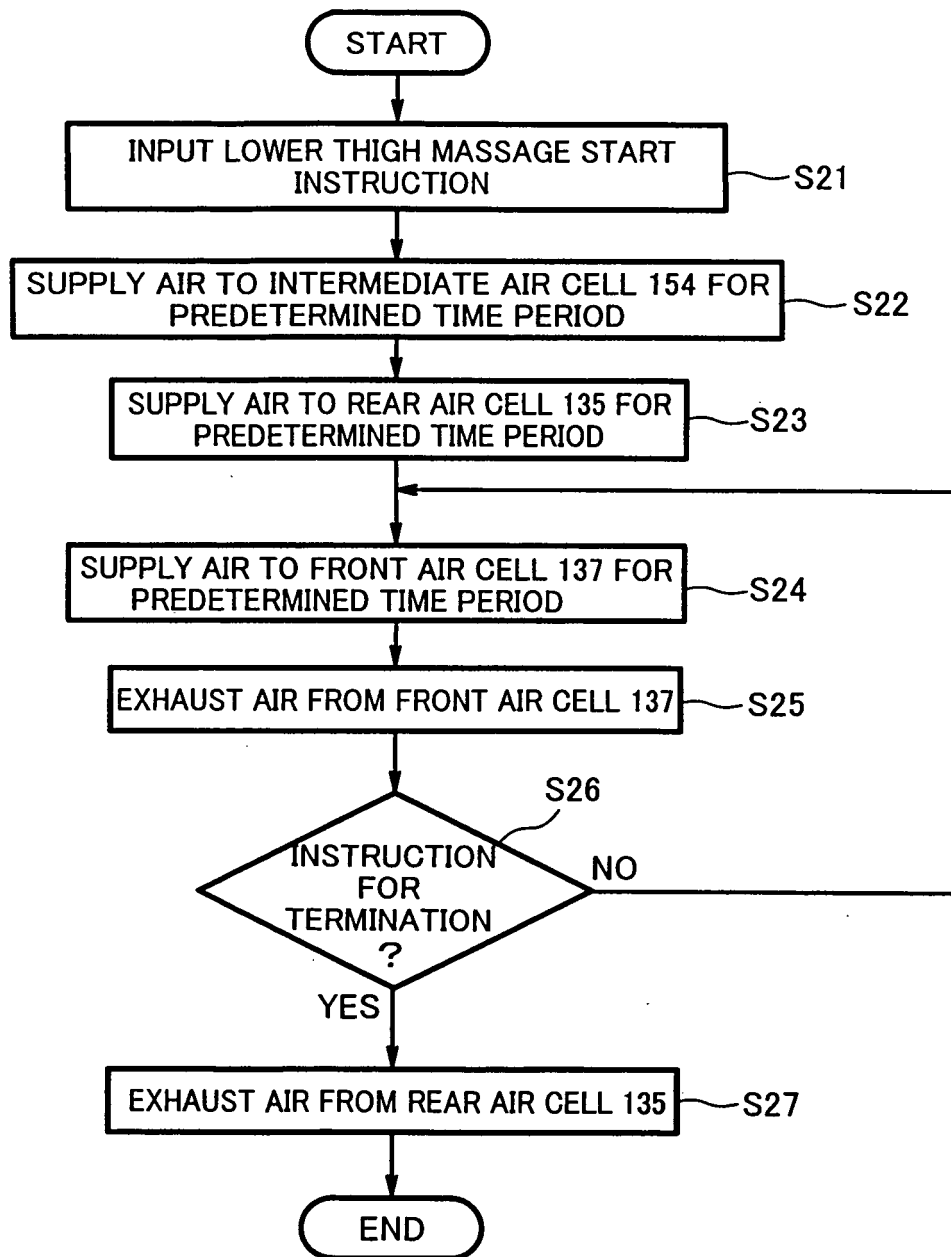 START
INPUT LOWER THIGH MASSAGE START
INSTRUCTION
S21
SUPPLY AIR TO INTERMEDIATE AIR CELL 154 FOR
PREDETERMINED TIME PERIOD
S22
SUPPLY AIR TO REAR AIR CELL 135 FOR
PREDETERMINED TIME PERIOD
S23
SUPPLY AIR TO FRONT AIR CELL 137 FOR
PREDETERMINED TIME PERIOD
S24
EXHAUST AIR FROM FRONT AIR CELL 137
S25
S26
INSTRUCTION
FOR
TERMINATION
?
NO
YES
EXHAUST AIR FROM REAR AIR CELL 135
S27
END